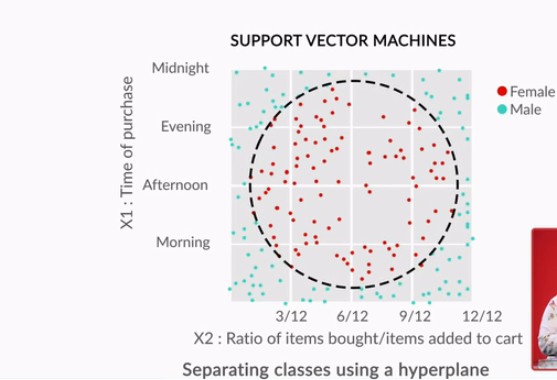 SUPPORT VECTOR MACHINES
Midnight
Evening
Afternoon
Morning
X1 : Time of purchase
Female
Male
3/12
6/12
9/12
12/12
X2 : Ratio of items bought/items added to cart
Separating classes using a hyperplane